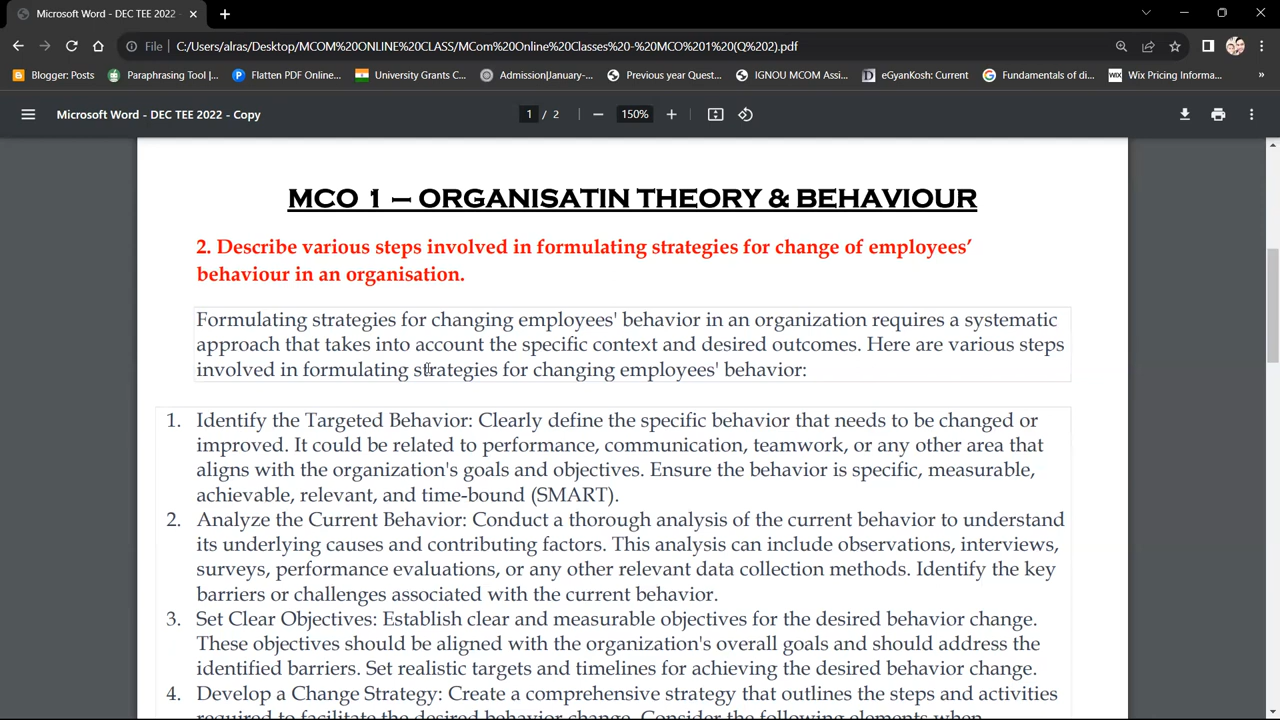 Microsoft Word - DEC TEE 2022 -
File C:/Users/alras/Desktop/MCOM%20ONLINE%20CLASS/MCom%20Online%20Classes%20-%20MCO%201%20(Q%202).pdf
Blogger: Posts Paraphrasing Tool |... Flatten PDF Online... University Grants C... Admission|January-... Previous year Quest... IGNOU MCOM Assi... eGyanKosh: Current Fundamentals of di... Wix Pricing Informa... »
Microsoft Word - DEC TEE 2022 - Copy 1 / 2 150%
MCO 1 – ORGANISATIN THEORY & BEHAVIOUR
2. Describe various steps involved in formulating strategies for change of employees’
behaviour in an organisation.
Formulating strategies for changing employees' behavior in an organization requires a systematic
approach that takes into account the specific context and desired outcomes. Here are various steps
involved in formulating strategies for changing employees' behavior:
1. Identify the Targeted Behavior: Clearly define the specific behavior that needs to be changed or
improved. It could be related to performance, communication, teamwork, or any other area that
aligns with the organization's goals and objectives. Ensure the behavior is specific, measurable,
achievable, relevant, and time-bound (SMART).
2. Analyze the Current Behavior: Conduct a thorough analysis of the current behavior to understand
its underlying causes and contributing factors. This analysis can include observations, interviews,
surveys, performance evaluations, or any other relevant data collection methods. Identify the key
barriers or challenges associated with the current behavior.
3. Set Clear Objectives: Establish clear and measurable objectives for the desired behavior change.
These objectives should be aligned with the organization's overall goals and should address the
identified barriers. Set realistic targets and timelines for achieving the desired behavior change.
4. Develop a Change Strategy: Create a comprehensive strategy that outlines the steps and activities
required to facilitate the desired behavior change. Consider the following elements when